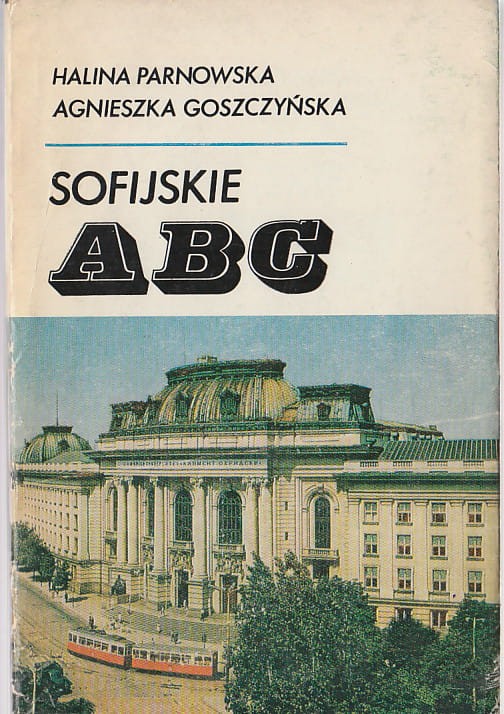 HALINA PARNOWSKA
AGNIESZKA GOSZCZYŃSKA
SOFIJSKIE
ABC